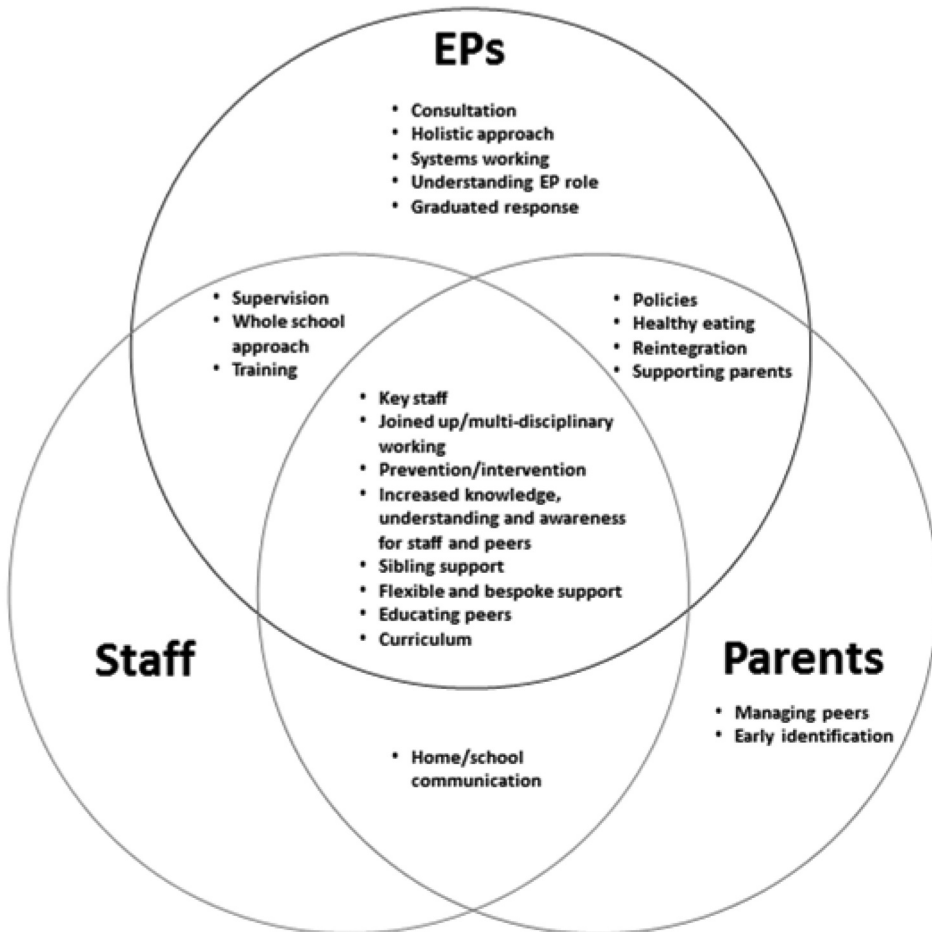 EPs
• Consultation
• Holistic approach
• Systems working
• Understanding EP role
• Graduated response
• Supervision
• Whole school
approach
• Training
• Policies
• Healthy eating
• Reintegration
• Supporting parents
• Key staff
• Joined up/multi-disciplinary
working
• Prevention/intervention
• Increased knowledge,
understanding and awareness
for staff and peers
• Sibling support
• Flexible and bespoke support
• Educating peers
• Curriculum
Staff
Parents
• Managing peers
• Early identification
• Home/school
communication